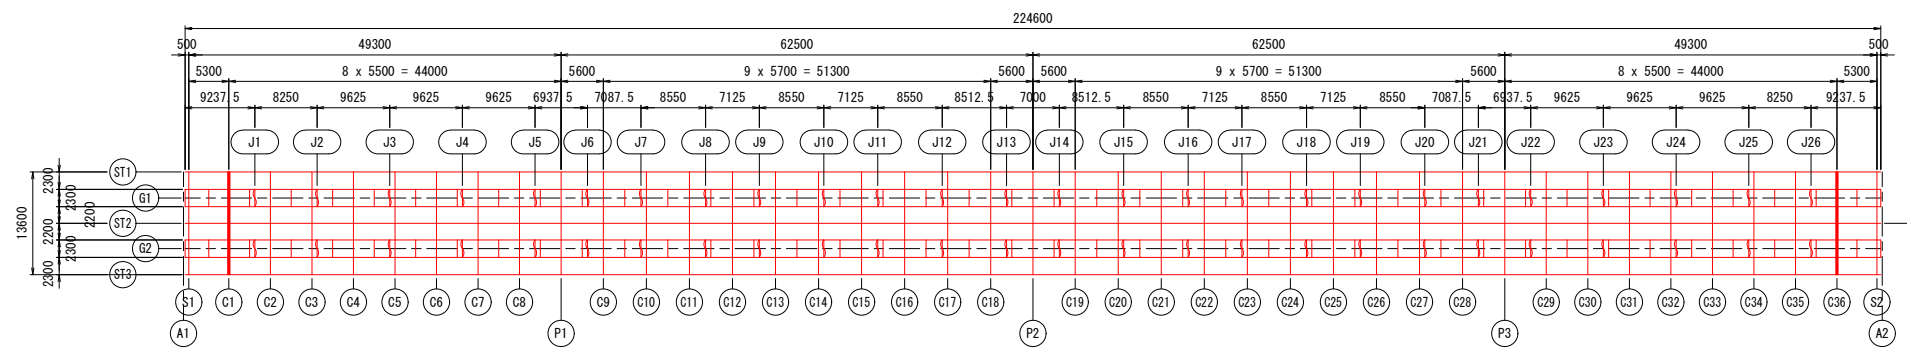 224600
500 49300 62500 62500 49300 500
5300 8 x 5500 = 44000 5600 9 x 5700 = 51300 5600 5600 9 x 5700 = 51300 5600 8 x 5500 = 44000 5300
9237.5 8250 9625 9625 9625 6937.5 7087.5 8550 7125 8550 7125 8550 8512.5 7000 8512.5 8550 7125 8550 7125 8550 7087.5 6937.5 9625 9625 9625 8250 9237.5
J1 J2 J3 J4 J5 J6 J7 J8 J9 J10 J11 J12 J13 J14 J15 J16 J17 J18 J19 J20 J21 J22 J23 J24 J25 J26
ST1
2300
G1
2300
2200
13600
ST2
2200
G2
2300
ST3
2300
S1 C1 C2 C3 C4 C5 C6 C7 C8 C9 C10 C11 C12 C13 C14 C15 C16 C17 C18 C19 C20 C21 C22 C23 C24 C25 C26 C27 C28 C29 C30 C31 C32 C33 C34 C35 C36 S2
A1 P1 P2 P3 A2